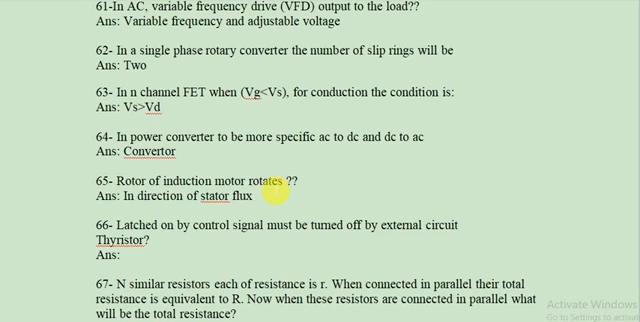 61-In AC, variable frequency drive (VFD) output to the load??
Ans: Variable frequency and adjustable voltage
62- In a single phase rotary converter the number of slip rings will be
Ans: Two
63- In n channel FET when (Vg<Vs), for conduction the condition is:
Ans: Vs>Vd
64- In power converter to be more specific ac to dc and dc to ac
Ans: Convertor
65- Rotor of induction motor rotates ??
Ans: In direction of stator flux
66- Latched on by control signal must be turned off by external circuit
Thyristor?
Ans:
67- N similar resistors each of resistance is r. When connected in parallel their total
resistance is equivalent to R. Now when these resistors are connected in parallel what
will be the total resistance?
Activate Windows
Go to Settings to activa